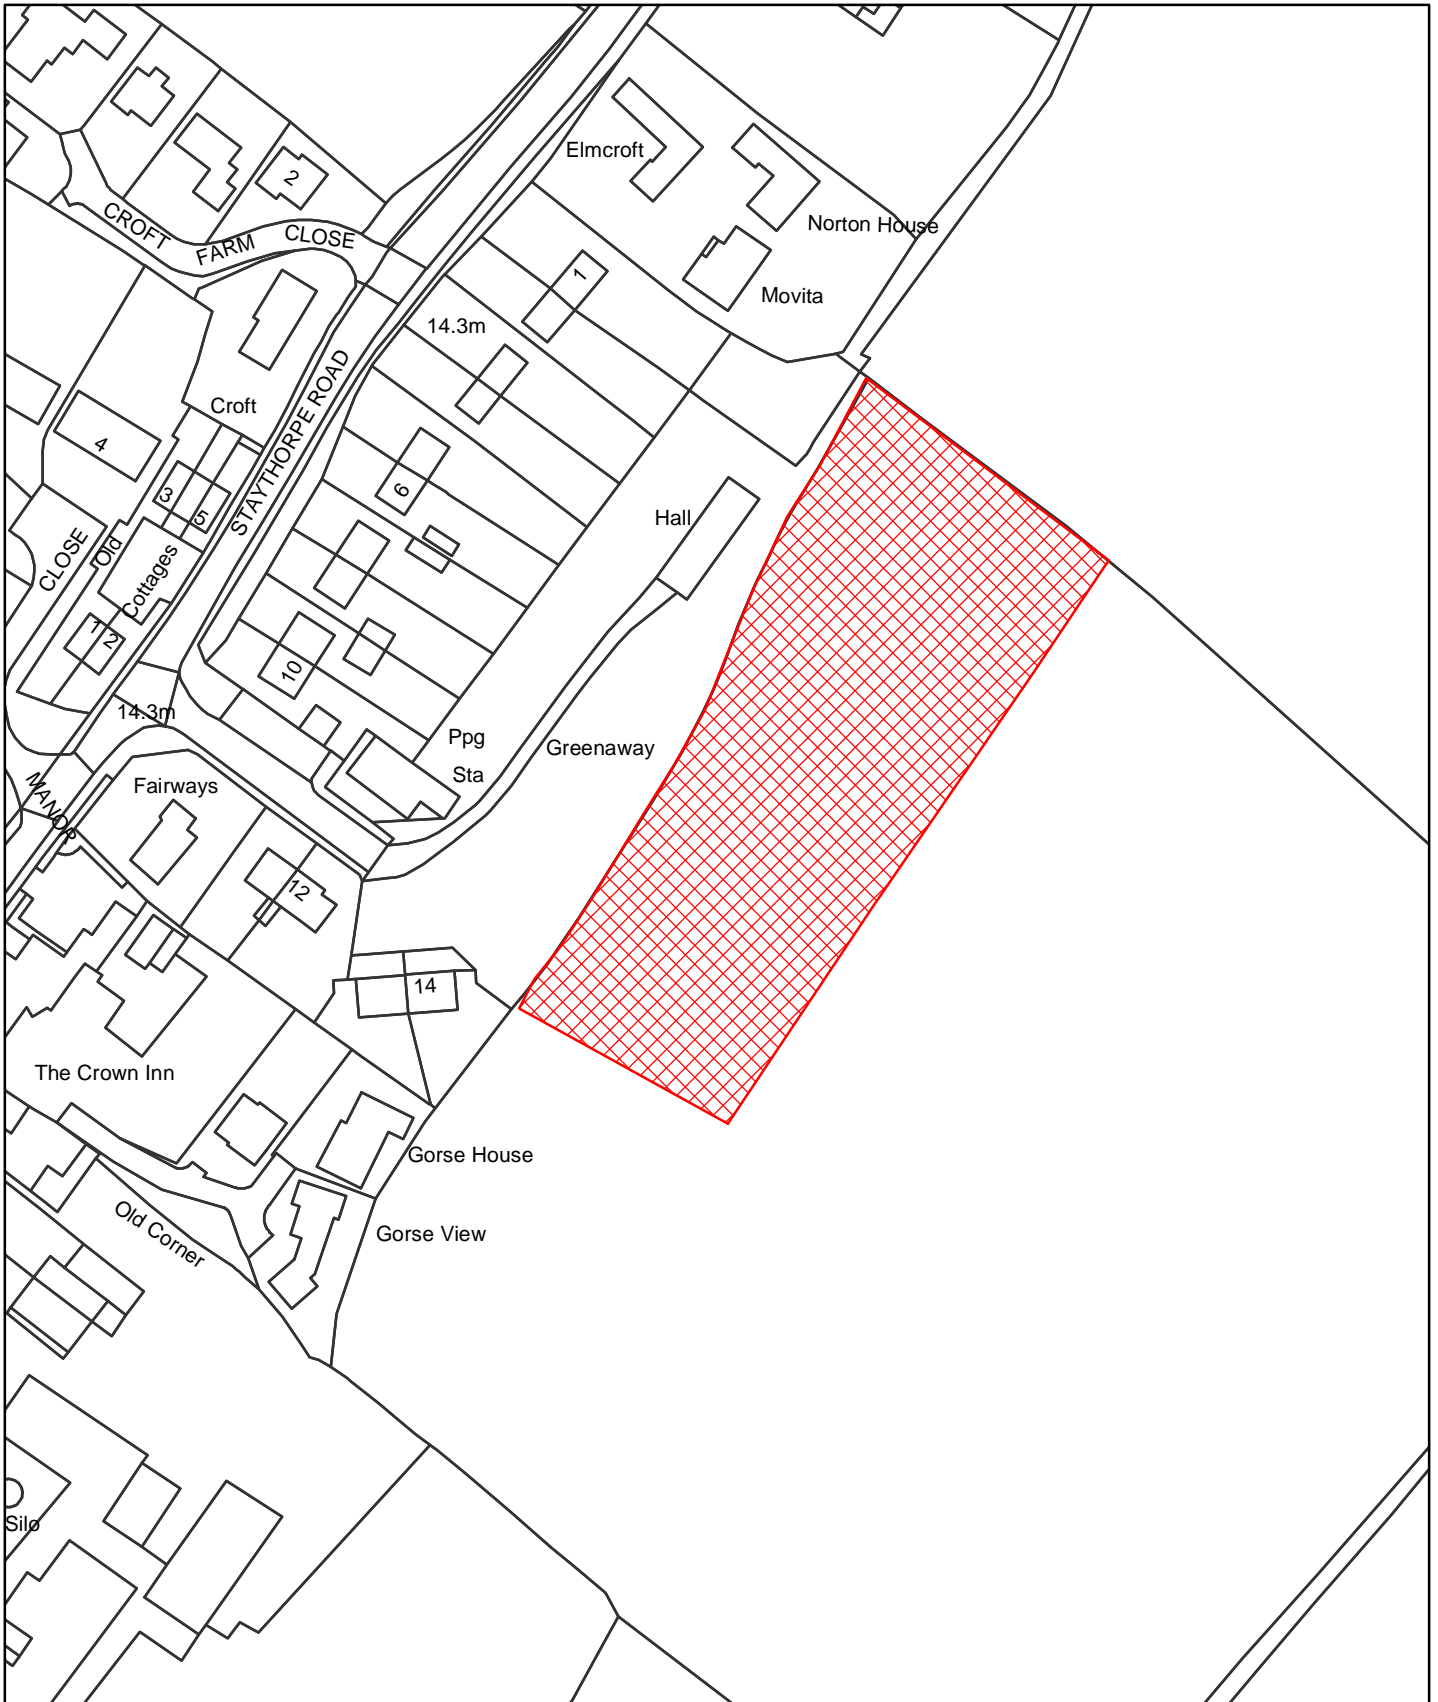 Elmcroft
2
Norton House
CROFT
FARM
CLOSE
1
Movita
14.3m
STAYTHORPE ROAD
Croft
4
3
5
6
Hall
CLOSE
Old
Cottages
1
2
10
14.3m
Ppg
Sta
Greenaway
MANOR
Fairways
12
14
The Crown Inn
Gorse House
Old Corner
Gorse View
Silo